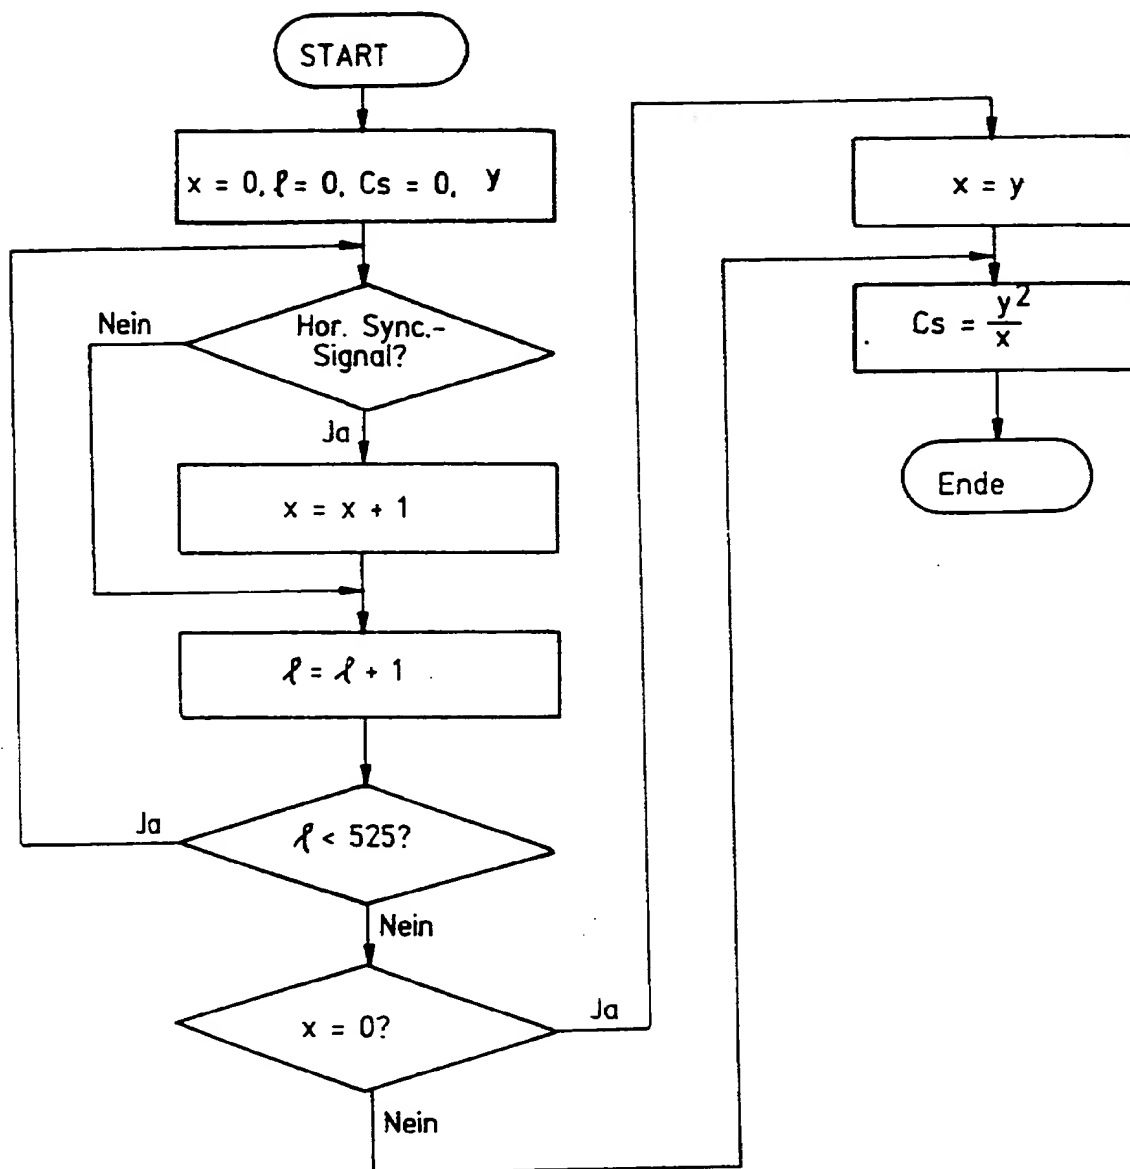 START
x = 0, ℓ = 0, Cs = 0, y
Nein
Hor. Sync.-
Signal?
Ja
x = x + 1
ℓ = ℓ + 1
Ja
ℓ < 525?
Nein
x = 0?
Ja
Nein
x = y
Cs = y²/x
Ende